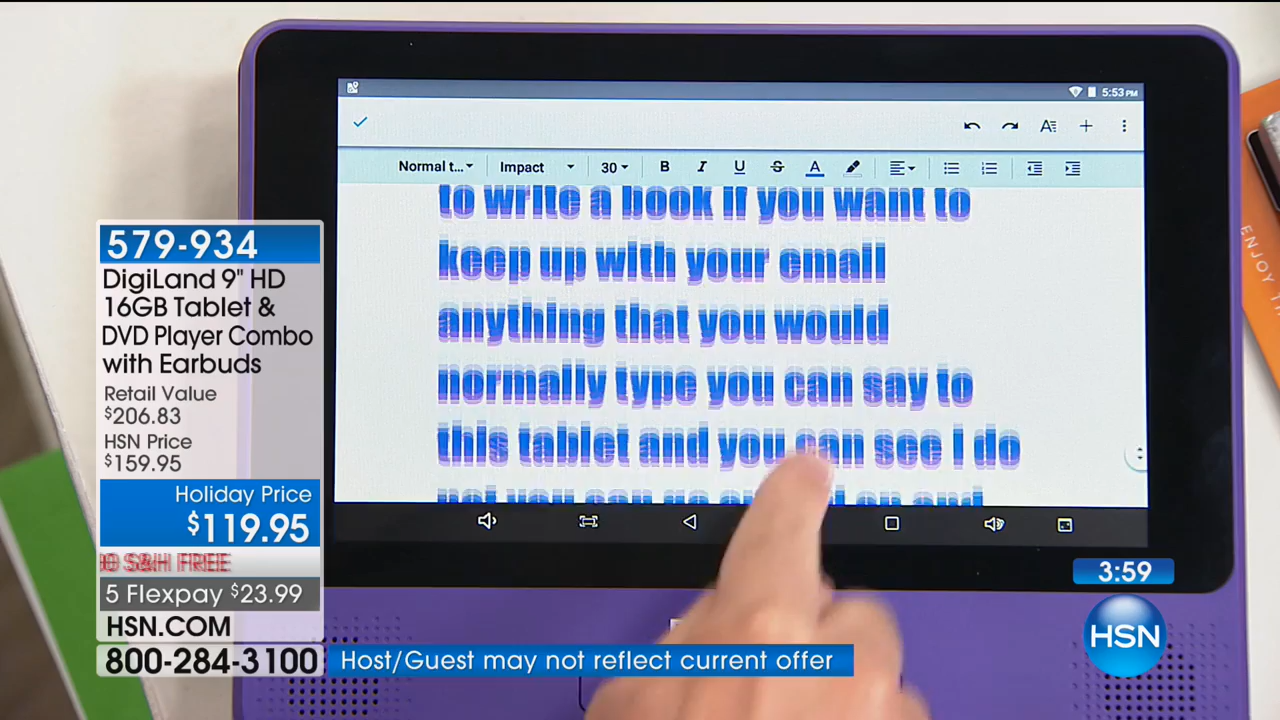 5:53 PM
Normal t...
Impact
30
B I U S A
to write a book if you want to
keep up with your email
anything that you would
normally type you can say to
this tablet and you can see I do
not you can go
579-934
DigiLand 9" HD
16GB Tablet &
DVD Player Combo
with Earbuds
Retail Value
$206.83
HSN Price
$159.95
Holiday Price
$119.95
S&H FREE
5 Flexpay $23.99
HSN.COM
800-284-3100
Host/Guest may not reflect current offer
3:59
HSN
ENJOY